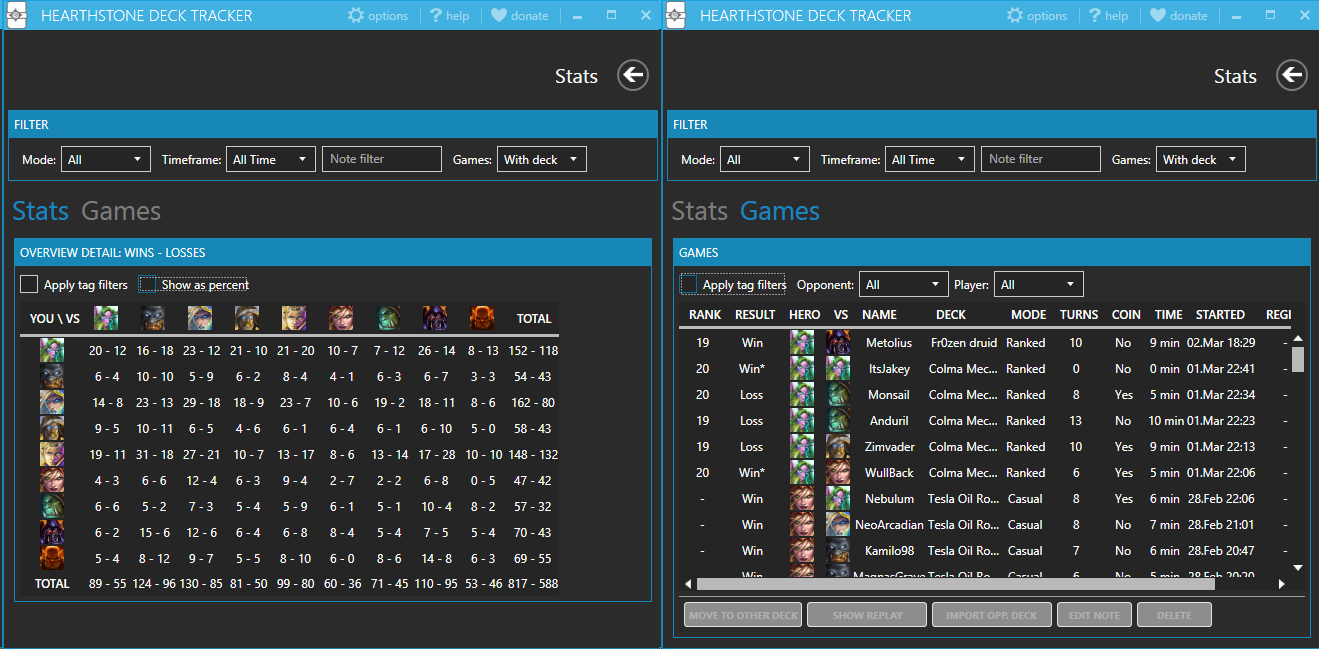 HEARTHSTONE DECK TRACKER options ? help donate
Stats
FILTER
Mode: All Timeframe: All Time Note filter Games: With deck
Stats Games
OVERVIEW DETAIL: WINS - LOSSES
Apply tag filters Show as percent
YOU \ VS TOTAL
20 - 12 16 - 18 23 - 12 21 - 10 21 - 20 10 - 7 7 - 12 26 - 14 8 - 13 152 - 118
6 - 4 10 - 10 5 - 9 6 - 2 8 - 4 4 - 1 6 - 3 6 - 7 3 - 3 54 - 43
14 - 8 23 - 13 29 - 18 18 - 9 23 - 7 10 - 6 19 - 2 18 - 11 8 - 6 162 - 80
9 - 5 10 - 11 6 - 5 4 - 6 6 - 1 6 - 4 6 - 1 6 - 10 5 - 0 58 - 43
19 - 11 31 - 18 27 - 21 10 - 7 13 - 17 8 - 6 13 - 14 17 - 28 10 - 10 148 - 132
4 - 3 6 - 6 12 - 4 6 - 3 9 - 4 2 - 7 2 - 2 6 - 8 0 - 5 47 - 42
6 - 6 5 - 2 7 - 3 5 - 4 5 - 9 6 - 1 5 - 1 10 - 4 8 - 2 57 - 32
6 - 2 15 - 6 12 - 6 6 - 4 6 - 8 8 - 4 5 - 4 7 - 5 5 - 4 70 - 43
5 - 4 8 - 12 9 - 7 5 - 5 8 - 10 6 - 0 8 - 6 14 - 8 6 - 3 69 - 55
TOTAL 89 - 55 124 - 96 130 - 85 81 - 50 99 - 80 60 - 36 71 - 45 110 - 95 53 - 46 817 - 588
HEARTHSTONE DECK TRACKER options ? help donate
Stats
FILTER
Mode: All Timeframe: All Time Note filter Games: With deck
Stats Games
GAMES
Apply tag filters Opponent: All Player: All
RANK RESULT HERO VS NAME DECK MODE TURNS COIN TIME STARTED REGI
19 Win Metolius Fr0zen druid Ranked 10 No 9 min 02.Mar 18:29 -
20 Win* ItsJakey Colma Mec... Ranked 0 No 0 min 01.Mar 22:41 -
20 Loss Monsail Colma Mec... Ranked 8 Yes 5 min 01.Mar 22:34 -
19 Loss Anduril Colma Mec... Ranked 13 No 10 min 01.Mar 22:23 -
19 Loss Zimvader Colma Mec... Ranked 10 Yes 9 min 01.Mar 22:13 -
20 Win* WullBack Colma Mec... Ranked 6 Yes 5 min 01.Mar 22:06 -
- Win Nebulum Tesla Oil Ro... Casual 8 Yes 6 min 28.Feb 22:06 -
- Win NeoArcadian Tesla Oil Ro... Casual 8 No 7 min 28.Feb 21:01 -
- Win Kamilo98 Tesla Oil Ro... Casual 7 No 6 min 28.Feb 20:47 -
Win MagnasGrave Tesla Oil Ro... Casual 6 No 5 min 28.Feb 20:20
MOVE TO OTHER DECK SHOW REPLAY IMPORT OPP. DECK EDIT NOTE DELETE